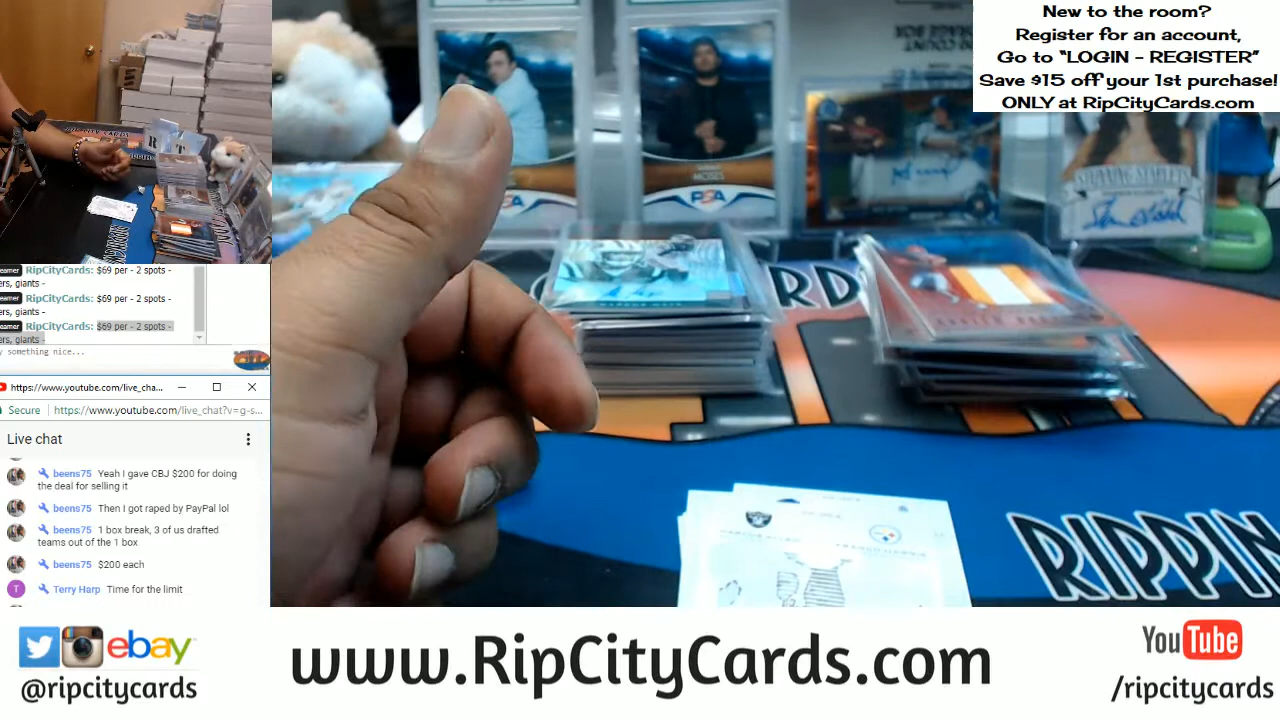 New to the room?
Register for an account,
Go to “LOGIN - REGISTER”
Save $15 off your 1st purchase!
ONLY at RipCityCards.com
MOSES
PSA
PSA
RDS
RIPPIN
RipCityCards: $69 per - 2 spots -
ers, giants -
RipCityCards: $69 per - 2 spots -
ers, giants -
RipCityCards: $69 per - 2 spots -
ers, giants -
y something nice...
https://www.youtube.com/live_cha...
Secure https://www.youtube.com/live_chat?v=g-s...
Live chat
beens75 Yeah I gave CBJ $200 for doing
the deal for selling it
beens75 Then I got raped by PayPal lol
beens75 1 box break, 3 of us drafted
teams out of the 1 box
beens75 $200 each
T Terry Harp Time or the limit
ebay
@ripcitycards
www.RipCityCards.com
YouTube
/ripcitycards